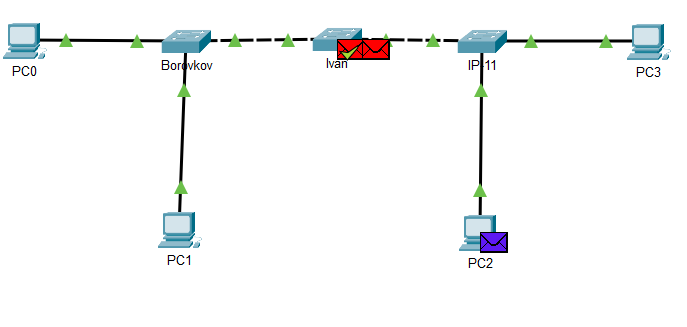 PC0
Borovkov
Ivan
IP-11
PC3
PC1
PC2